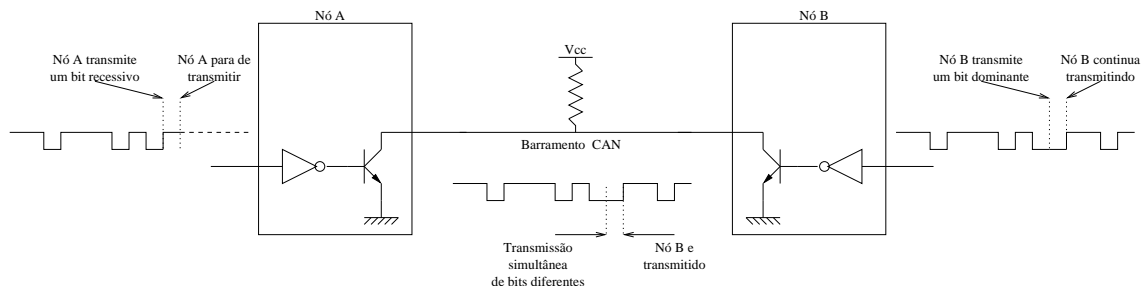 Nó A
Nó B
Vcc
Nó A transmite
um bit recessivo
Nó A para de
transmitir
Nó B transmite
um bit dominante
Nó B continua
transmitindo
Barramento CAN
Transmissão
simultânea
de bits diferentes
Nó B e
transmitido